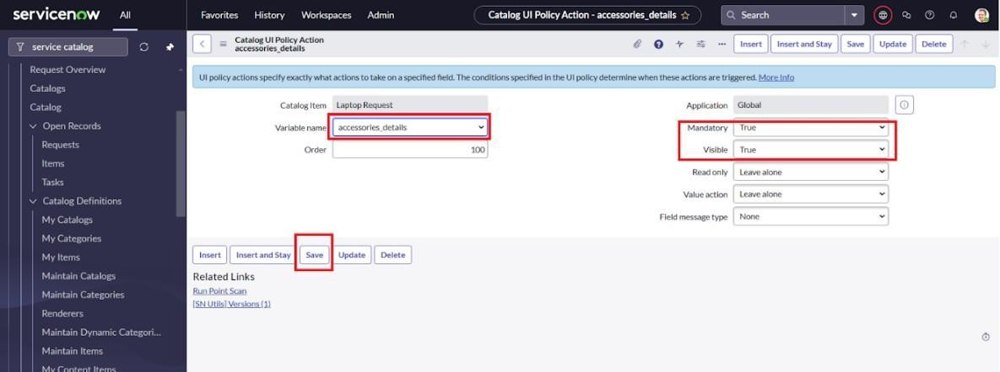 servicenow All Favorites History Workspaces Admin Catalog UI Policy Action - accessories_details Search
service catalog
Request Overview
Catalogs
Catalog
Open Records
Requests
Items
Tasks
Catalog Definitions
My Catalogs
My Categories
My Items
Maintain Catalogs
Maintain Categories
Renderers
Maintain Dynamic Categori...
Maintain Items
My Content Items
Catalog UI Policy Action
accessories_details
Insert Insert and Stay Save Update Delete
UI policy actions specify exactly what actions to take on a specified field. The conditions specified in the UI policy determine when these actions are triggered. More Info
Catalog Item Laptop Request
Variable name accessories_details
Order 100
Application Global
Mandatory True
Visible True
Read only Leave alone
Value action Leave alone
Field message type None
Insert Insert and Stay Save Update Delete
Related Links
Run Point Scan
[SN Utils] Versions (1)